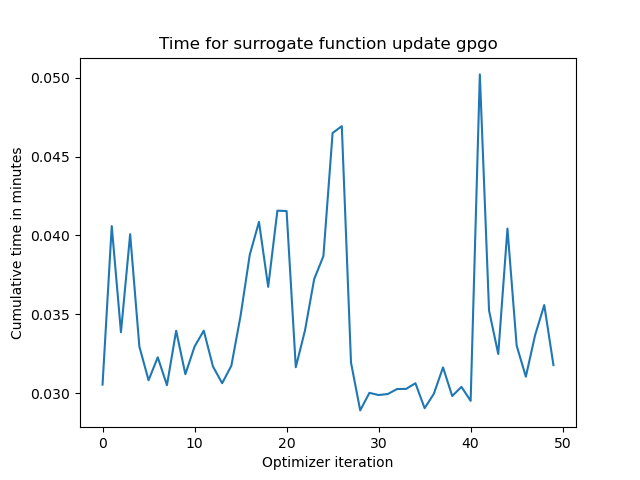 Time for surrogate function update gpgo
0.050
0.045
0.040
0.035
0.030
Cumulative time in minutes
0 10 20 30 40 50
Optimizer iteration